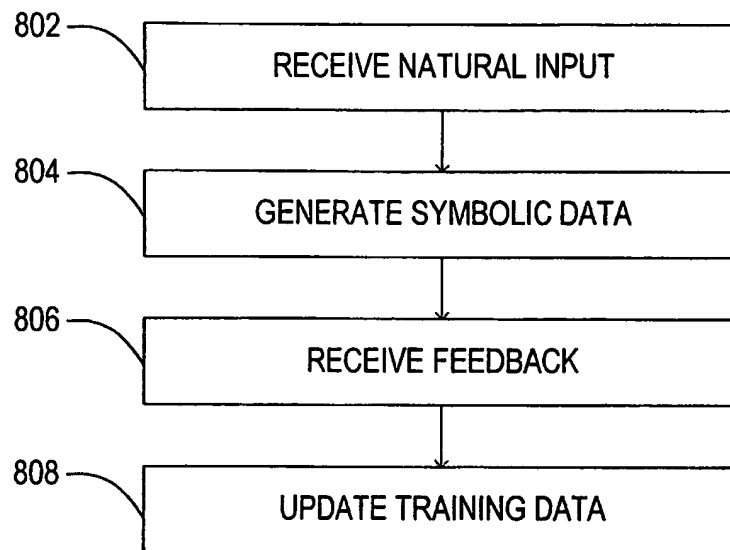 802
RECEIVE NATURAL INPUT
804
GENERATE SYMBOLIC DATA
806
RECEIVE FEEDBACK
808
UPDATE TRAINING DATA